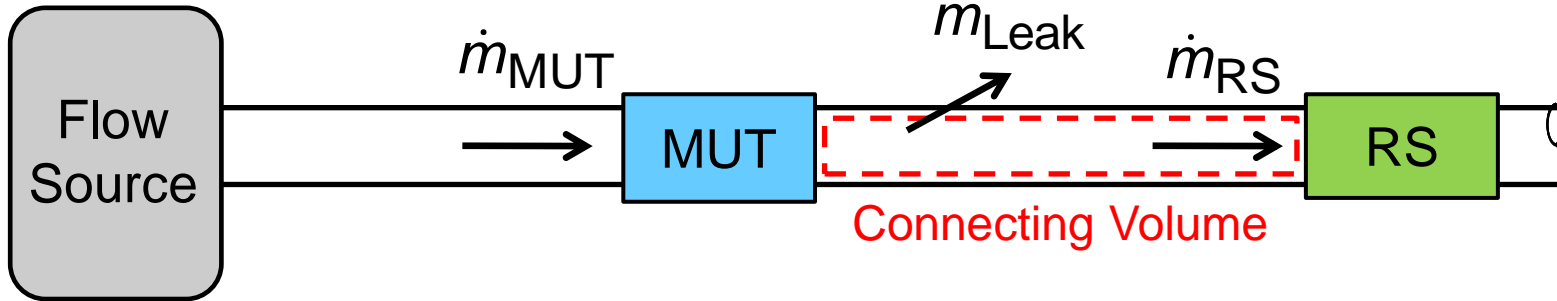 Flow
Source
ṁMUT
MUT
mLeak
ṁRS
RS
Connecting Volume